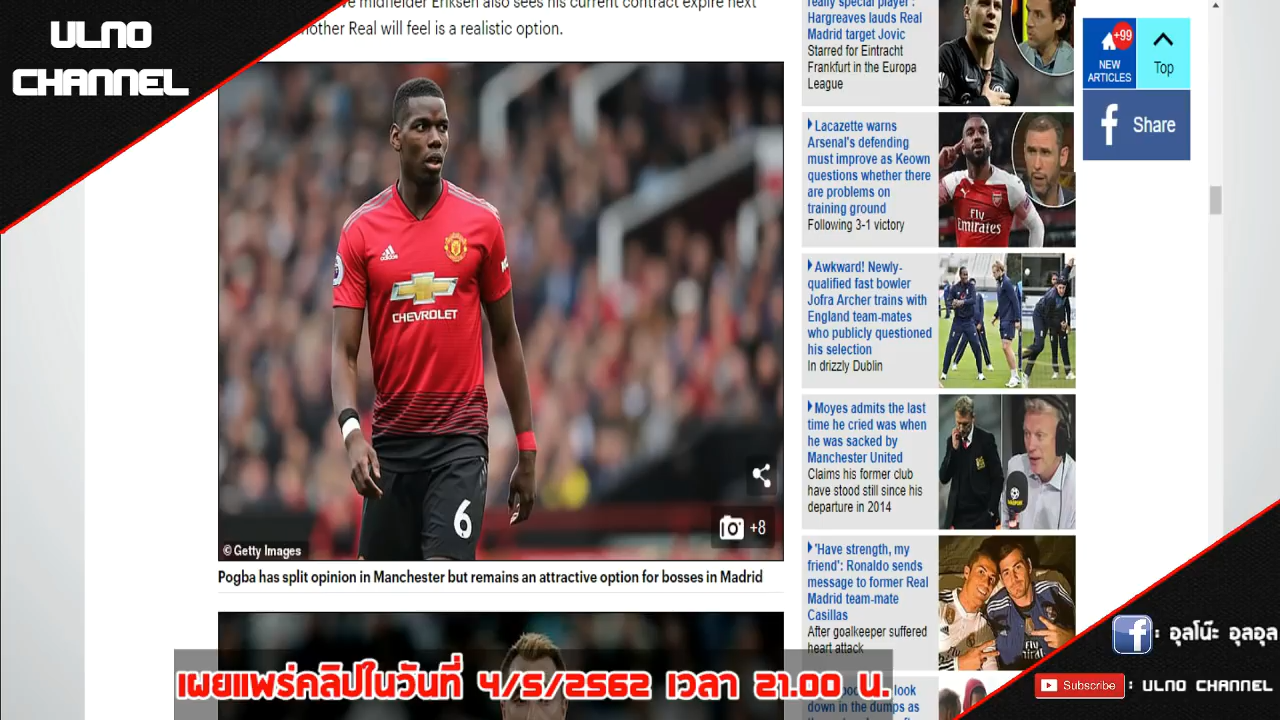 ULNO
CHANNEL
midfielder Eriksen also sees his current contract expire next
another Real will feel is a realistic option.
CHEVROLET
6
+8
© Getty Images
Pogba has split opinion in Manchester but remains an attractive option for bosses in Madrid
really special player':
Hargreaves lauds Real
Madrid target Jovic
Starred for Eintracht
Frankfurt in the Europa
League
Lacazette warns
Arsenal's defending
must improve as Keown
questions whether there
are problems on
training ground
Following 3-1 victory
Fly
Emirates
Awkward! Newly-
qualified fast bowler
Jofra Archer trains with
England team-mates
who publicly questioned
his selection
In drizzly Dublin
Moyes admits the last
time he cried was when
he was sacked by
Manchester United
Claims his former club
have stood still since his
departure in 2014
'Have strength, my
friend': Ronaldo sends
message to former Real
Madrid team-mate
Casillas
After goalkeeper suffered
heart attack
look
down in the dumps as
+99
NEW
ARTICLES
Top
Share
เผยแพร่คลิปในวันที่ 4/5/2562 เวลา 21.00 น.
: อุลโน๊ะ อุลอุล
Subscribe : ULNO CHANNEL